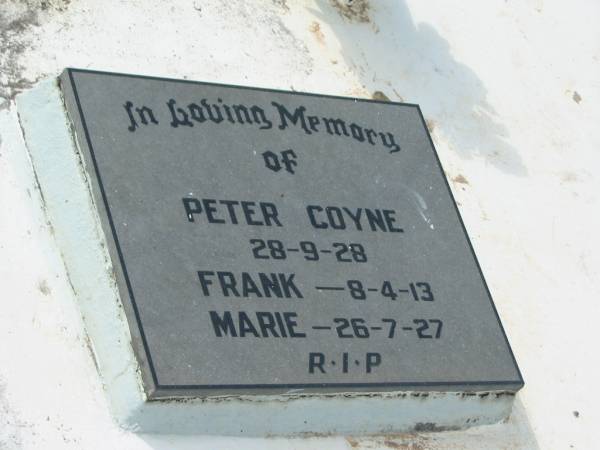 In Loving Memory
of
PETER COYNE
28-9-28
FRANK — 8-4-13
MARIE — 26-7-27
R·I·P